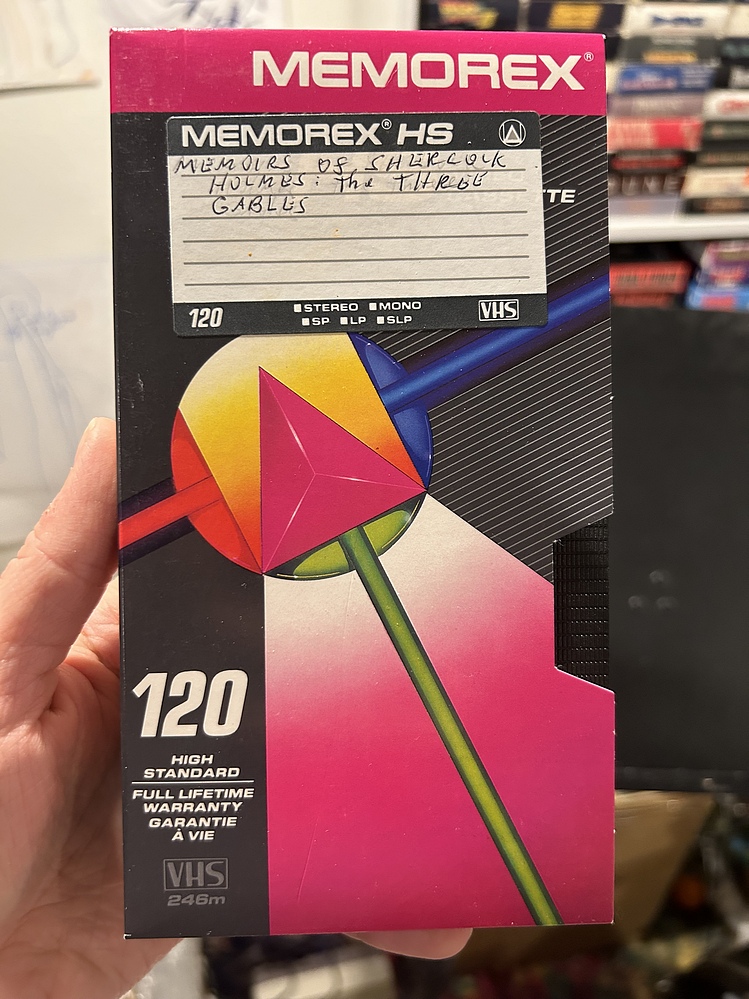 MEMOREX®
MEMOREX® HS
MEMOIRS OF SHERLOCK
HOLMES: The THREE
GABLES
TTE
120
STEREO MONO
SP LP SLP
VHS
120
HIGH
STANDARD
FULL LIFETIME
WARRANTY
GARANTIE
À VIE
VHS
246m